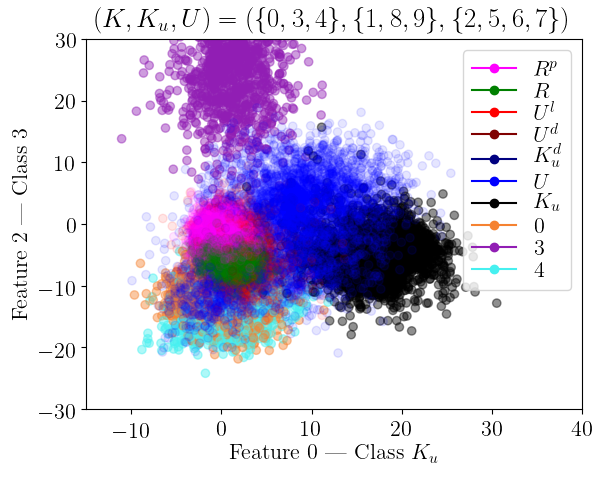 (K, K_u, U) = ({0, 3, 4}, {1, 8, 9}, {2, 5, 6, 7})
30
20
10
0
−10
−20
−30
Feature 2 — Class 3
R^p
R
U^l
U^d
K_u^d
U
K_u
0
3
4
−10
0
10
20
30
40
Feature 0 — Class K_u